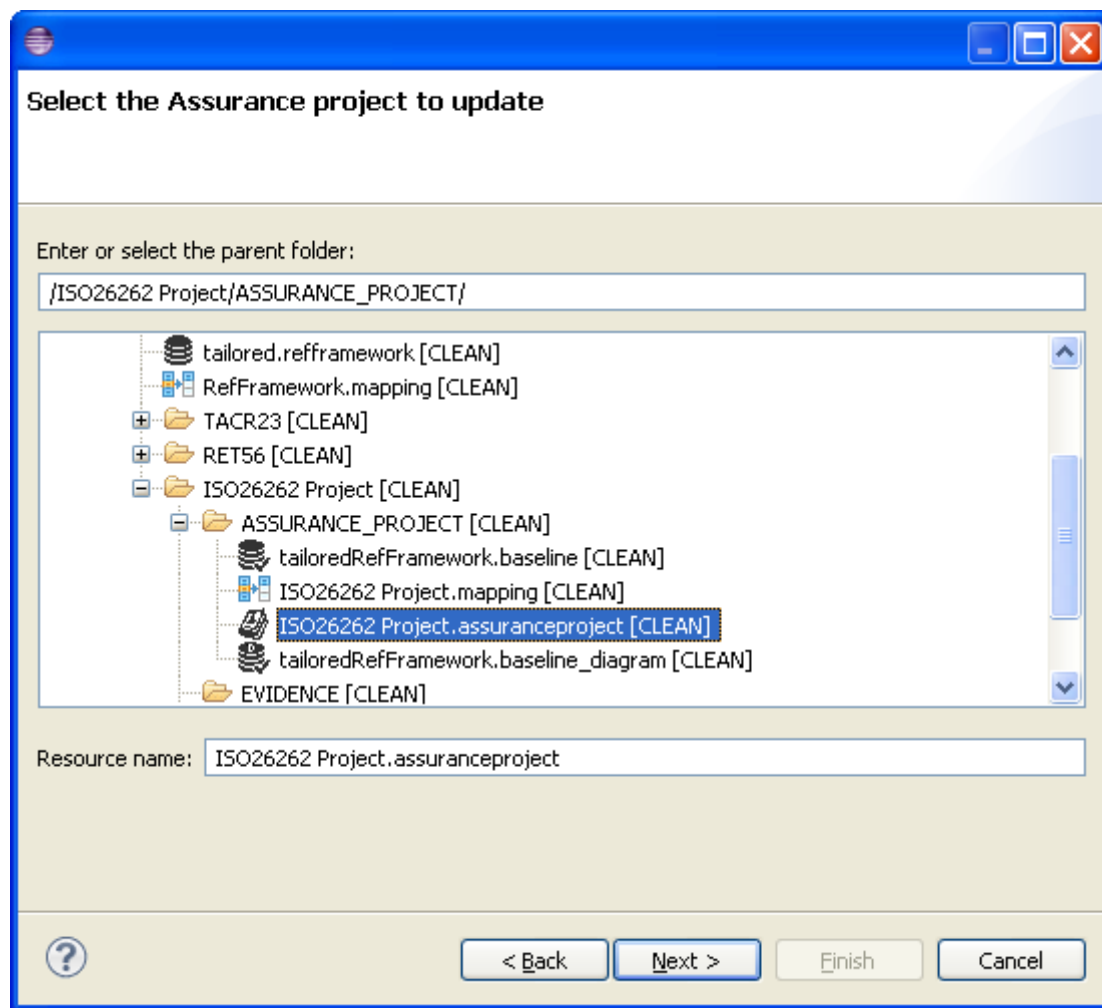 Select the Assurance project to update
Enter or select the parent folder:
/ISO26262 Project/ASSURANCE_PROJECT/
tailored.refframework [CLEAN]
RefFramework.mapping [CLEAN]
TACR23 [CLEAN]
RET56 [CLEAN]
ISO26262 Project [CLEAN]
ASSURANCE_PROJECT [CLEAN]
tailoredRefFramework.baseline [CLEAN]
ISO26262 Project.mapping [CLEAN]
ISO26262 Project.assuranceproject [CLEAN]
tailoredRefFramework.baseline_diagram [CLEAN]
EVIDENCE [CLEAN]
Resource name: ISO26262 Project.assuranceproject
? < Back Next > Finish Cancel